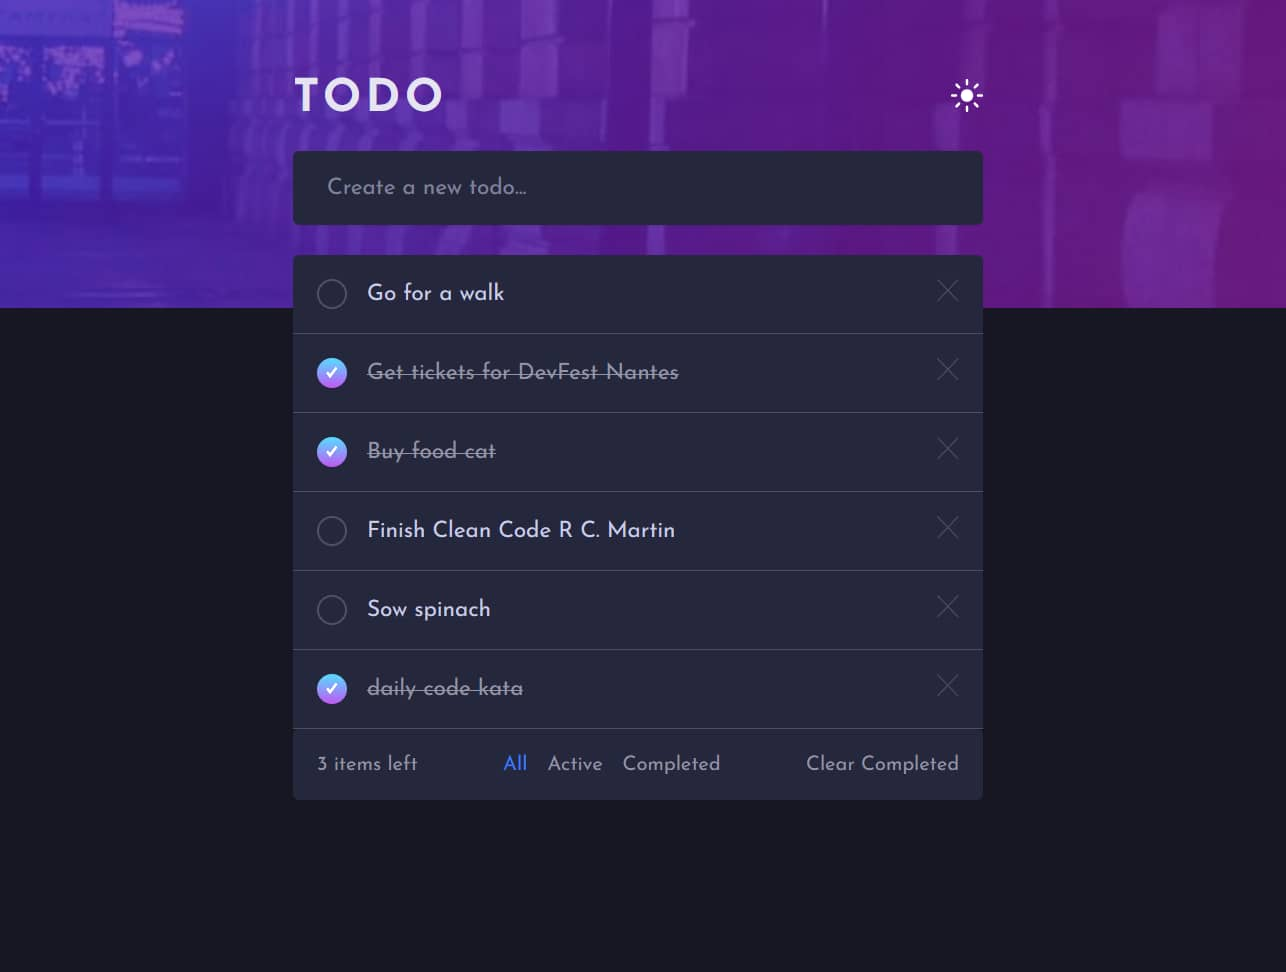 TODO
Create a new todo...
Go for a walk
Get tickets for DevFest Nantes
Buy food cat
Finish Clean Code R C. Martin
Sow spinach
daily code kata
3 items left All Active Completed Clear Completed